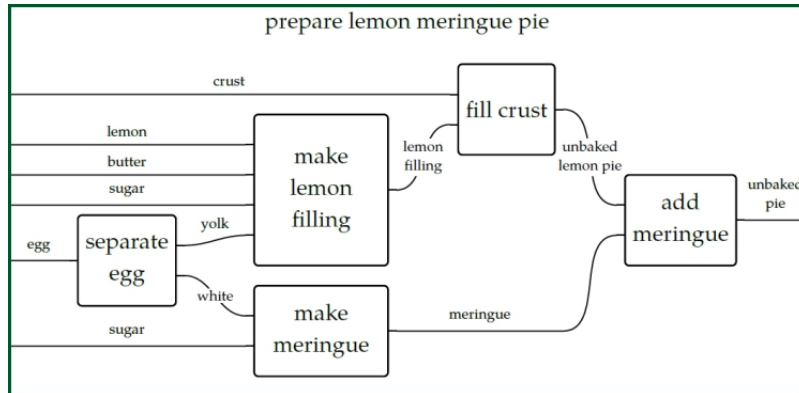 prepare lemon meringue pie
crust
fill crust
lemon
butter
sugar
make
lemon
filling
lemon
filling
unbaked
lemon pie
egg
separate
egg
yolk
white
sugar
make
meringue
meringue
add
meringue
unbaked
pie